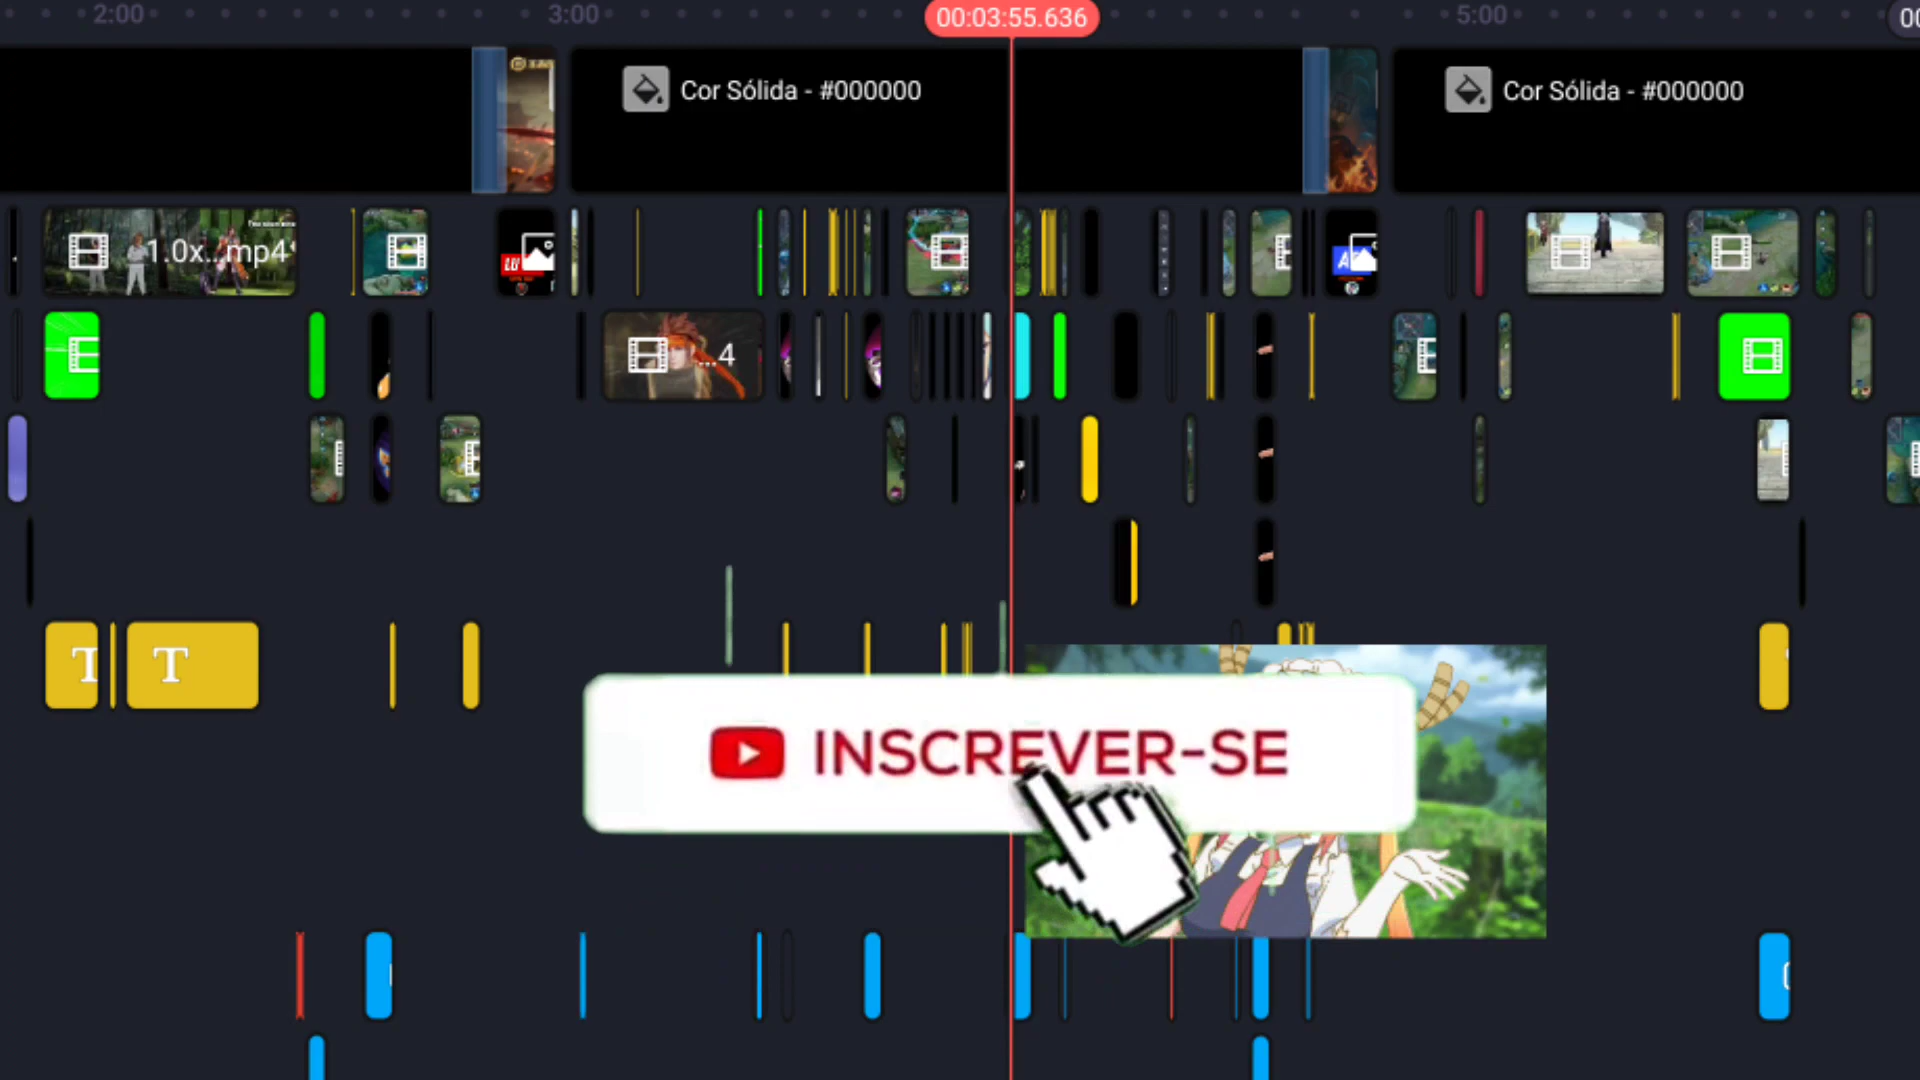 2:00
3:00
00:03:55.636
5:00
00
Cor Sólida - #000000
Cor Sólida - #000000
1.0x...mp4
...4
T
T
INSCREVER-SE